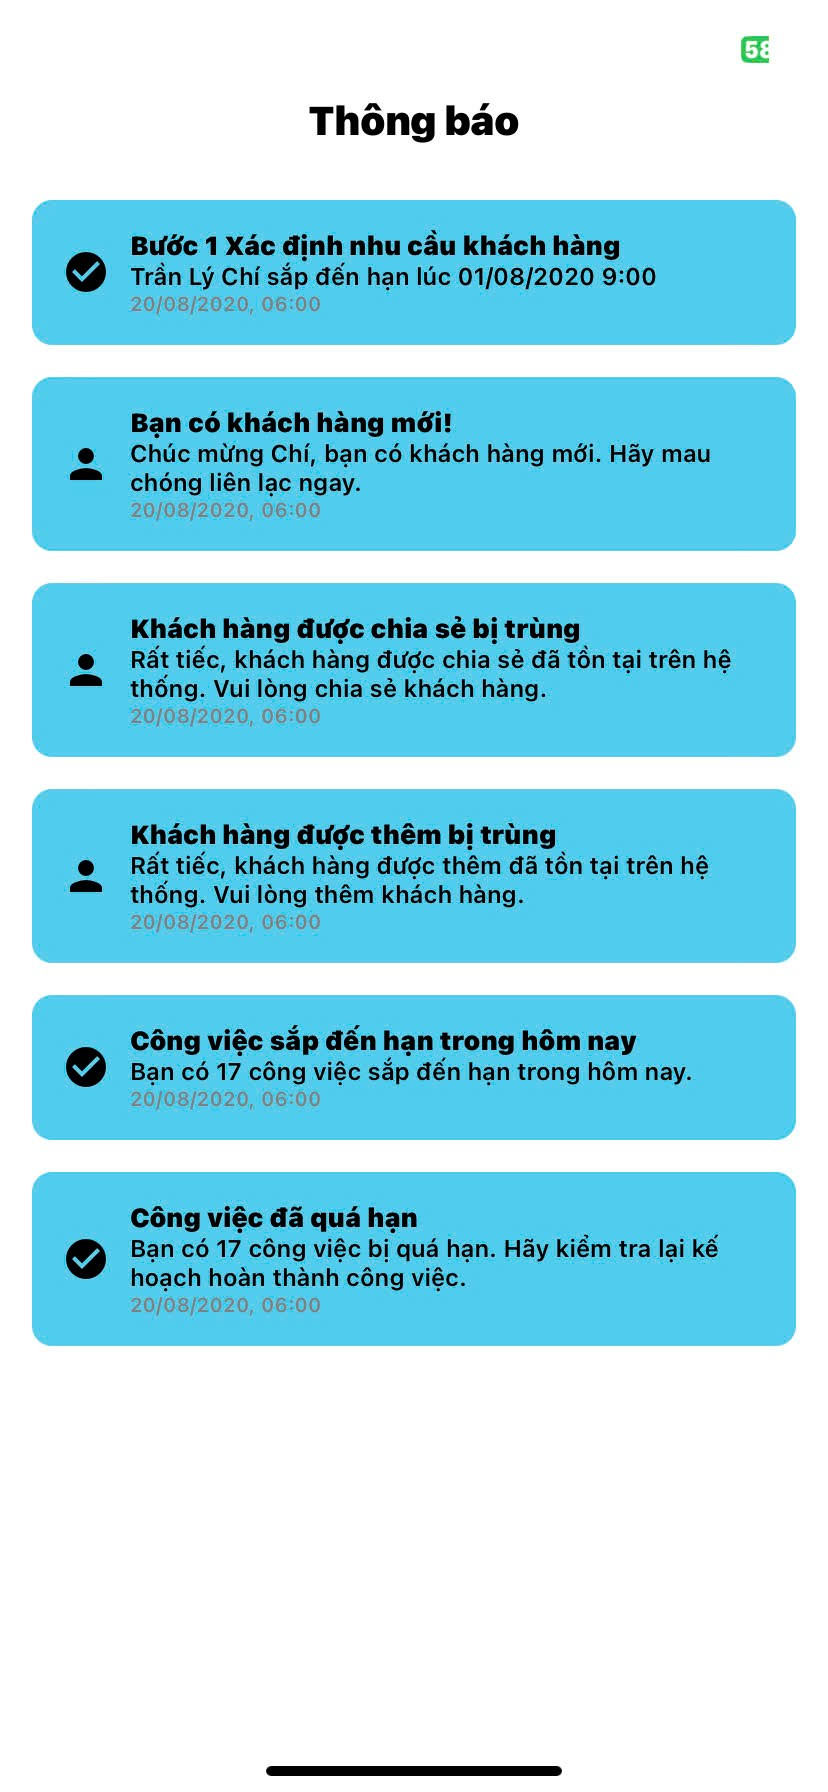 58
Thông báo
Bước 1 Xác định nhu cầu khách hàng
Trần Lý Chí sắp đến hạn lúc 01/08/2020 9:00
20/08/2020, 06:00
Bạn có khách hàng mới!
Chúc mừng Chí, bạn có khách hàng mới. Hãy mau
chóng liên lạc ngay.
20/08/2020, 06:00
Khách hàng được chia sẻ bị trùng
Rất tiếc, khách hàng được chia sẻ đã tồn tại trên hệ
thống. Vui lòng chia sẻ khách hàng.
20/08/2020, 06:00
Khách hàng được thêm bị trùng
Rất tiếc, khách hàng được thêm đã tồn tại trên hệ
thống. Vui lòng thêm khách hàng.
20/08/2020, 06:00
Công việc sắp đến hạn trong hôm nay
Bạn có 17 công việc sắp đến hạn trong hôm nay.
20/08/2020, 06:00
Công việc đã quá hạn
Bạn có 17 công việc bị quá hạn. Hãy kiểm tra lại kế
hoạch hoàn thành công việc.
20/08/2020, 06:00